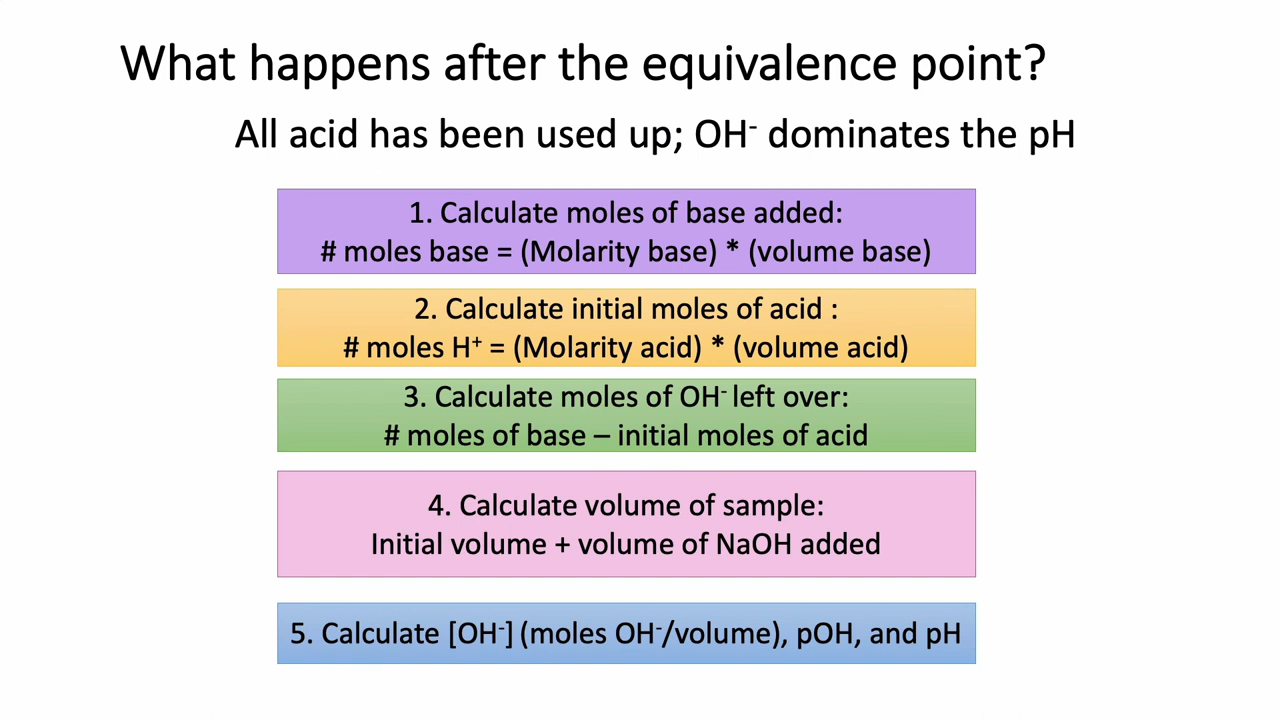 What happens after the equivalence point?
All acid has been used up; OH⁻ dominates the pH
1. Calculate moles of base added:
# moles base = (Molarity base) * (volume base)
2. Calculate initial moles of acid :
# moles H⁺ = (Molarity acid) * (volume acid)
3. Calculate moles of OH⁻ left over:
# moles of base – initial moles of acid
4. Calculate volume of sample:
Initial volume + volume of NaOH added
5. Calculate [OH⁻] (moles OH⁻/volume), pOH, and pH